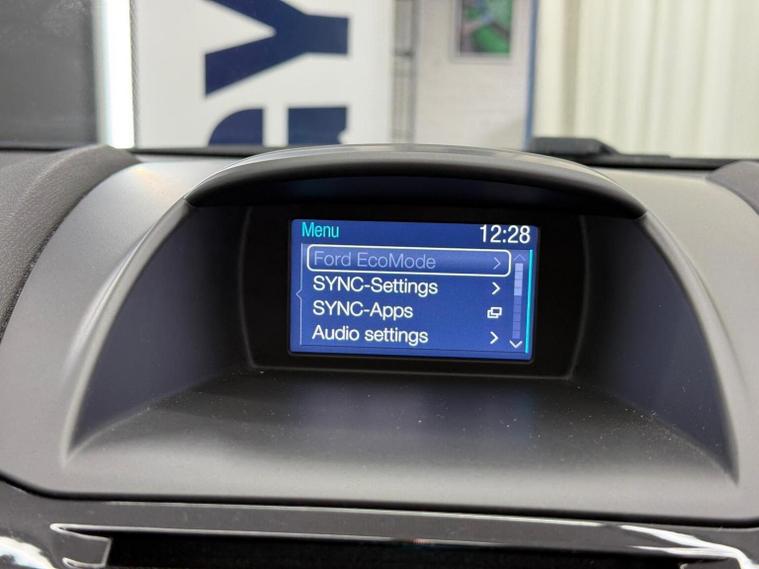 Menu 12:28
Ford EcoMode
SYNC-Settings
SYNC-Apps
Audio settings